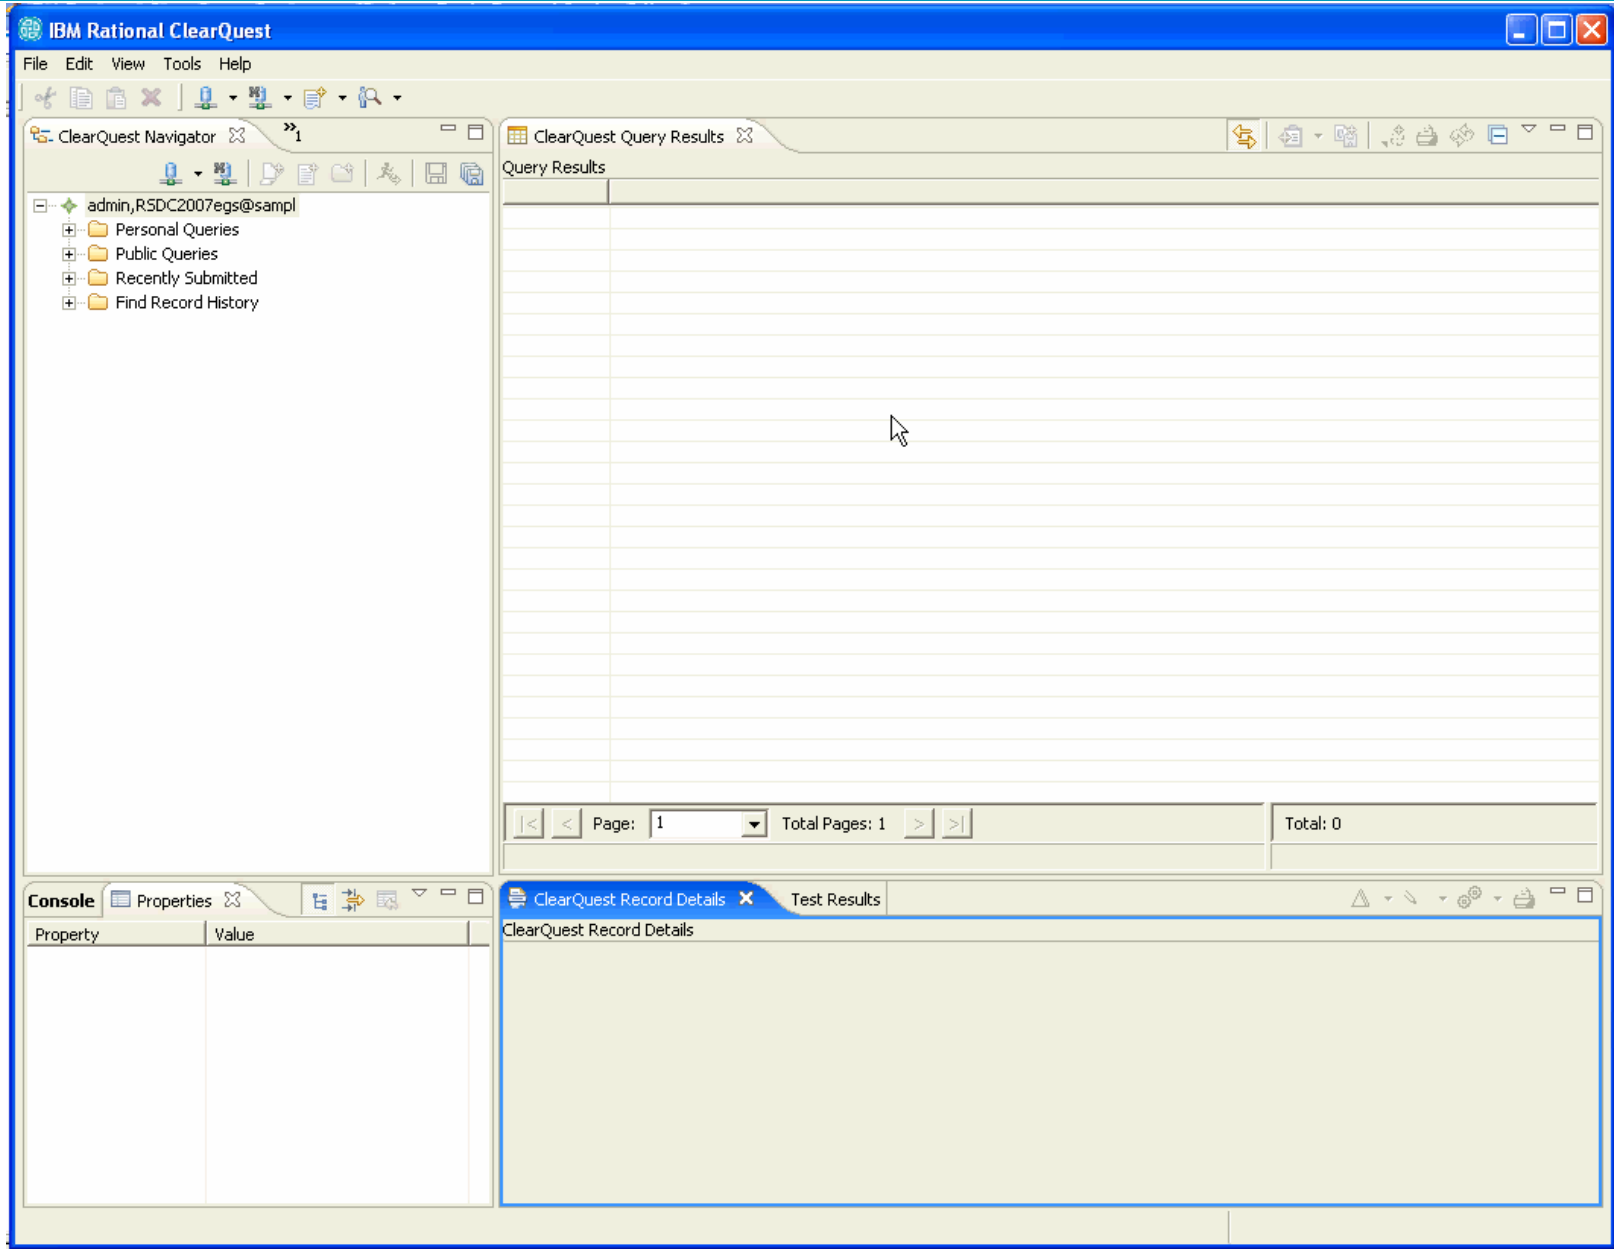 IBM Rational ClearQuest
File Edit View Tools Help
ClearQuest Navigator
»1
ClearQuest Query Results
Query Results
admin,RSDC2007egs@sampl
Personal Queries
Public Queries
Recently Submitted
Find Record History
Page: 1 Total Pages: 1
Total: 0
Console Properties
Property Value
ClearQuest Record Details Test Results
ClearQuest Record Details